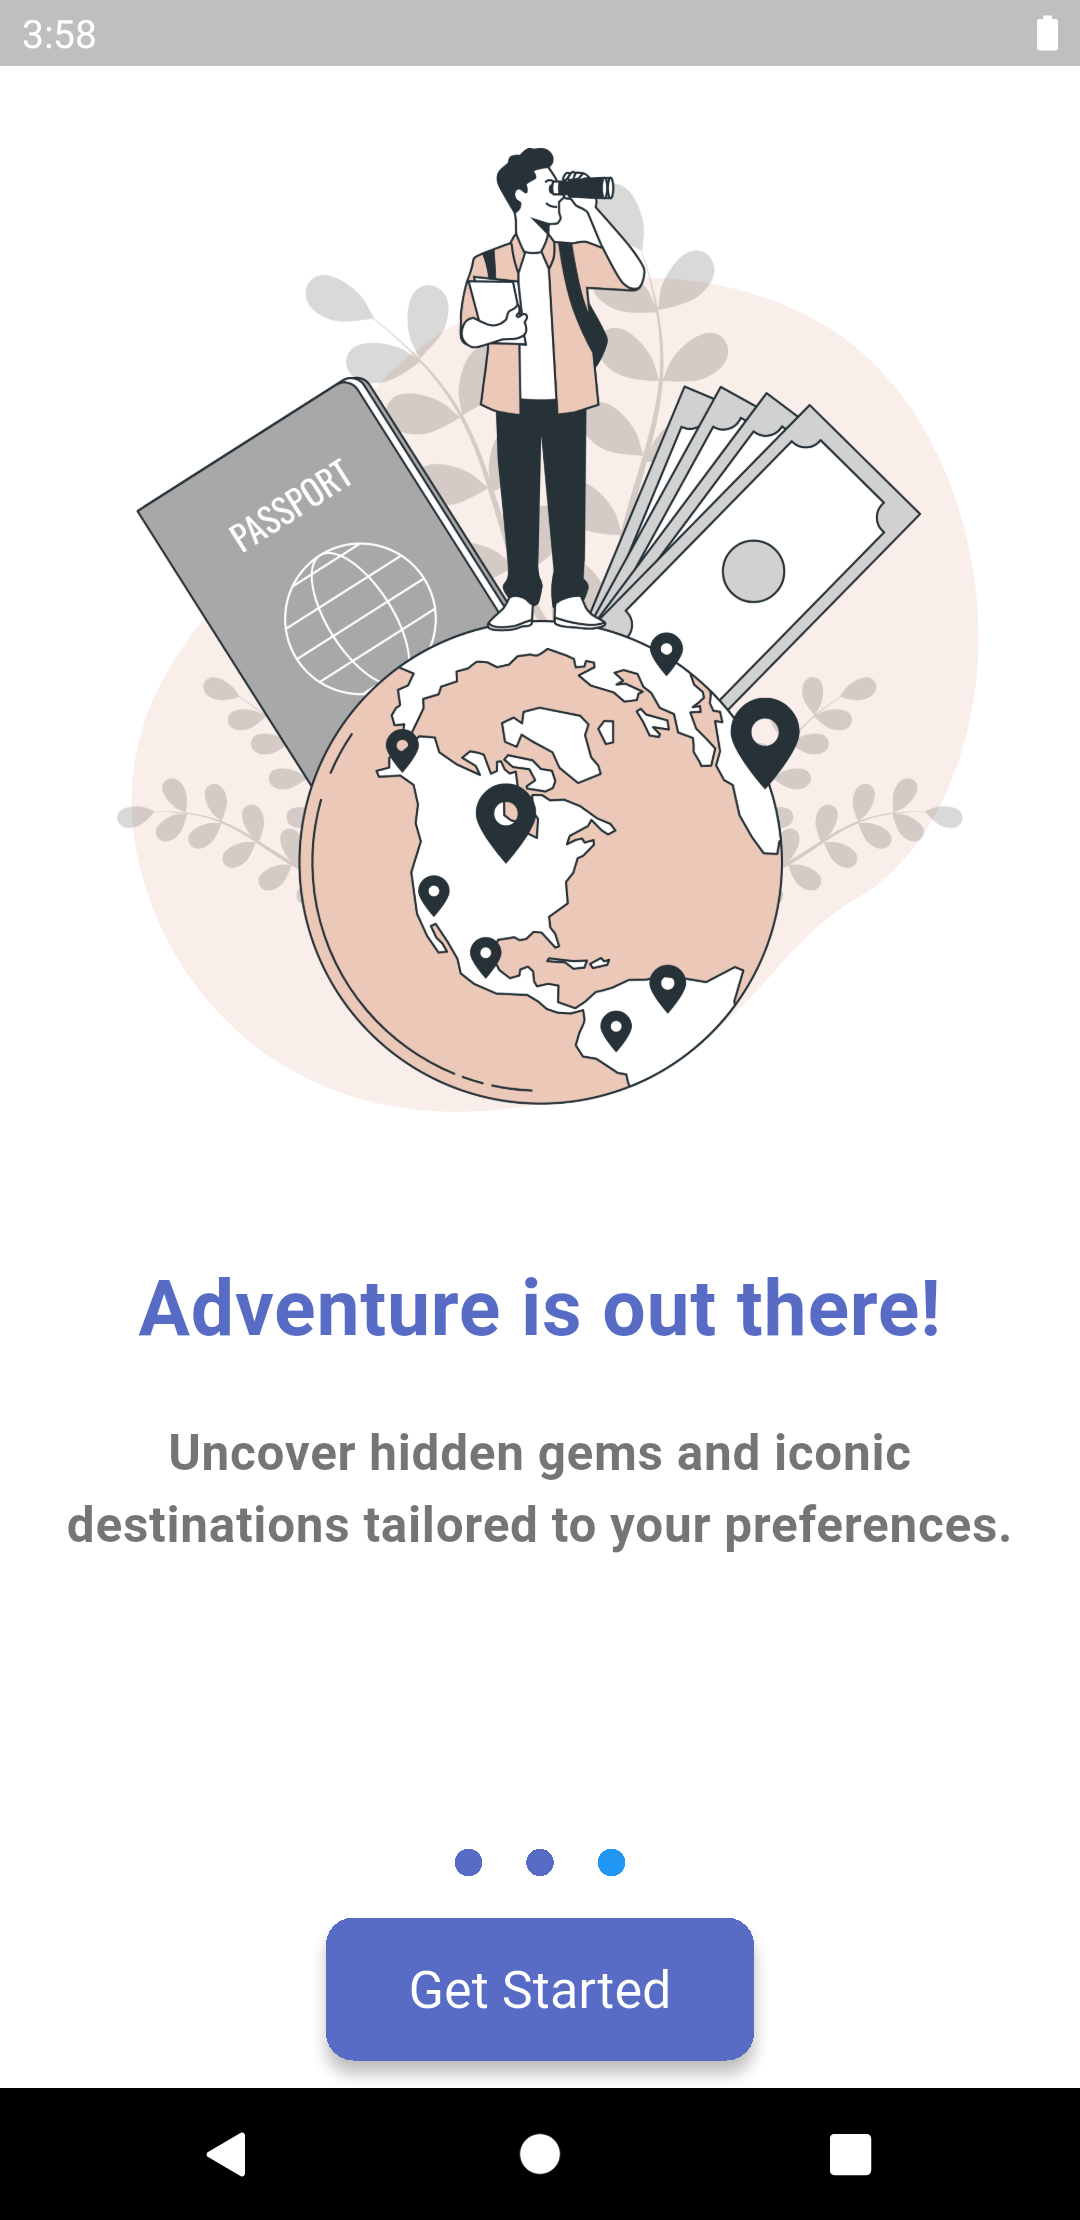 3:58
PASSPORT
Adventure is out there!
Uncover hidden gems and iconic
destinations tailored to your preferences.
Get Started